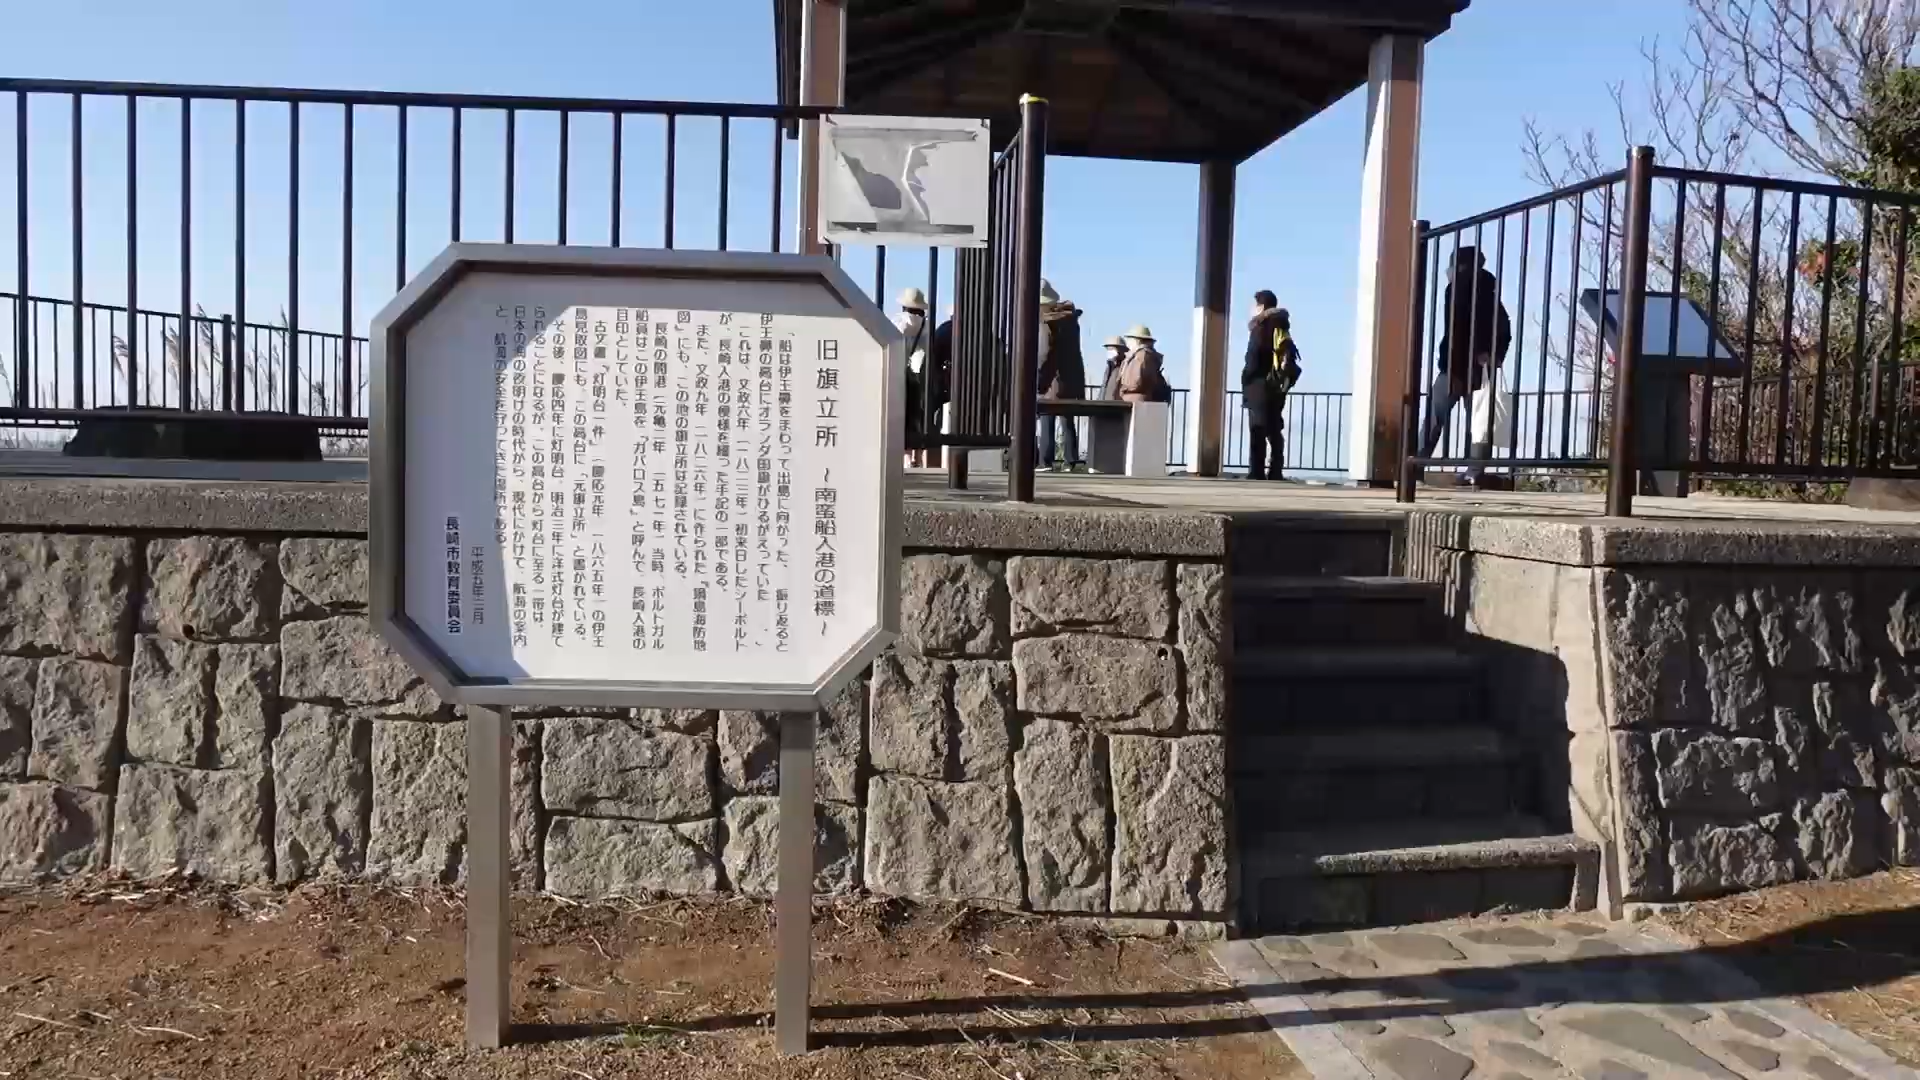 旧旗立所 ～南蛮船入港の道標～
「船は伊王鼻をまわって出島に向かった、振り返ると
伊王鼻の高台にオランダ国旗がひるがえっていた
これは、文政六年(一八二三年)初来日したシーボルト
が、長崎入港の模様を綴った手記の一部である。
また、文政九年(一八二六年)に作られた『鍋島海防地
図』にも、この地の旗立所は記録されている。
長崎の開港(元亀二年 一五七一年)当時、ポルトガル
船員はこの伊王島を、「ガバロス島」と呼んで、長崎入港の
目印としていた。
古文書『灯明台一件』(慶応元年 一八六五年)の伊王
島見取図にも、この高台に「元旗立所」と書かれている。
その後、慶応四年に灯明台、明治三年に洋式灯台が建て
られることになるが、この高台から灯台に至る一帯は、
日本の海の夜明けの時代から、現代にかけて、航海の案内
と、航海の安全を守ってきた場所である。
平成五年三月
長崎市教育委員会